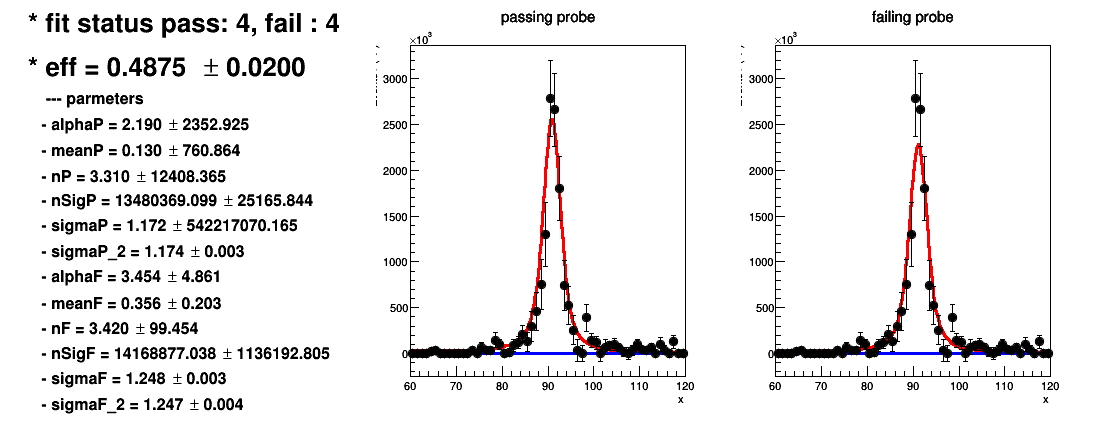 * fit status pass: 4, fail : 4
* eff = 0.4875 ± 0.0200
--- parmeters
- alphaP = 2.190 ± 2352.925
- meanP = 0.130 ± 760.864
- nP = 3.310 ± 12408.365
- nSigP = 13480369.099 ± 25165.844
- sigmaP = 1.172 ± 542217070.165
- sigmaP_2 = 1.174 ± 0.003
- alphaF = 3.454 ± 4.861
- meanF = 0.356 ± 0.203
- nF = 3.420 ± 99.454
- nSigF = 14168877.038 ± 1136192.805
- sigmaF = 1.248 ± 0.003
- sigmaF_2 = 1.247 ± 0.004
passing probe
×10³
3000
2500
2000
1500
1000
500
0
60 70 80 90 100 110 120
x
failing probe
×10³
3000
2500
2000
1500
1000
500
0
60 70 80 90 100 110 120
x